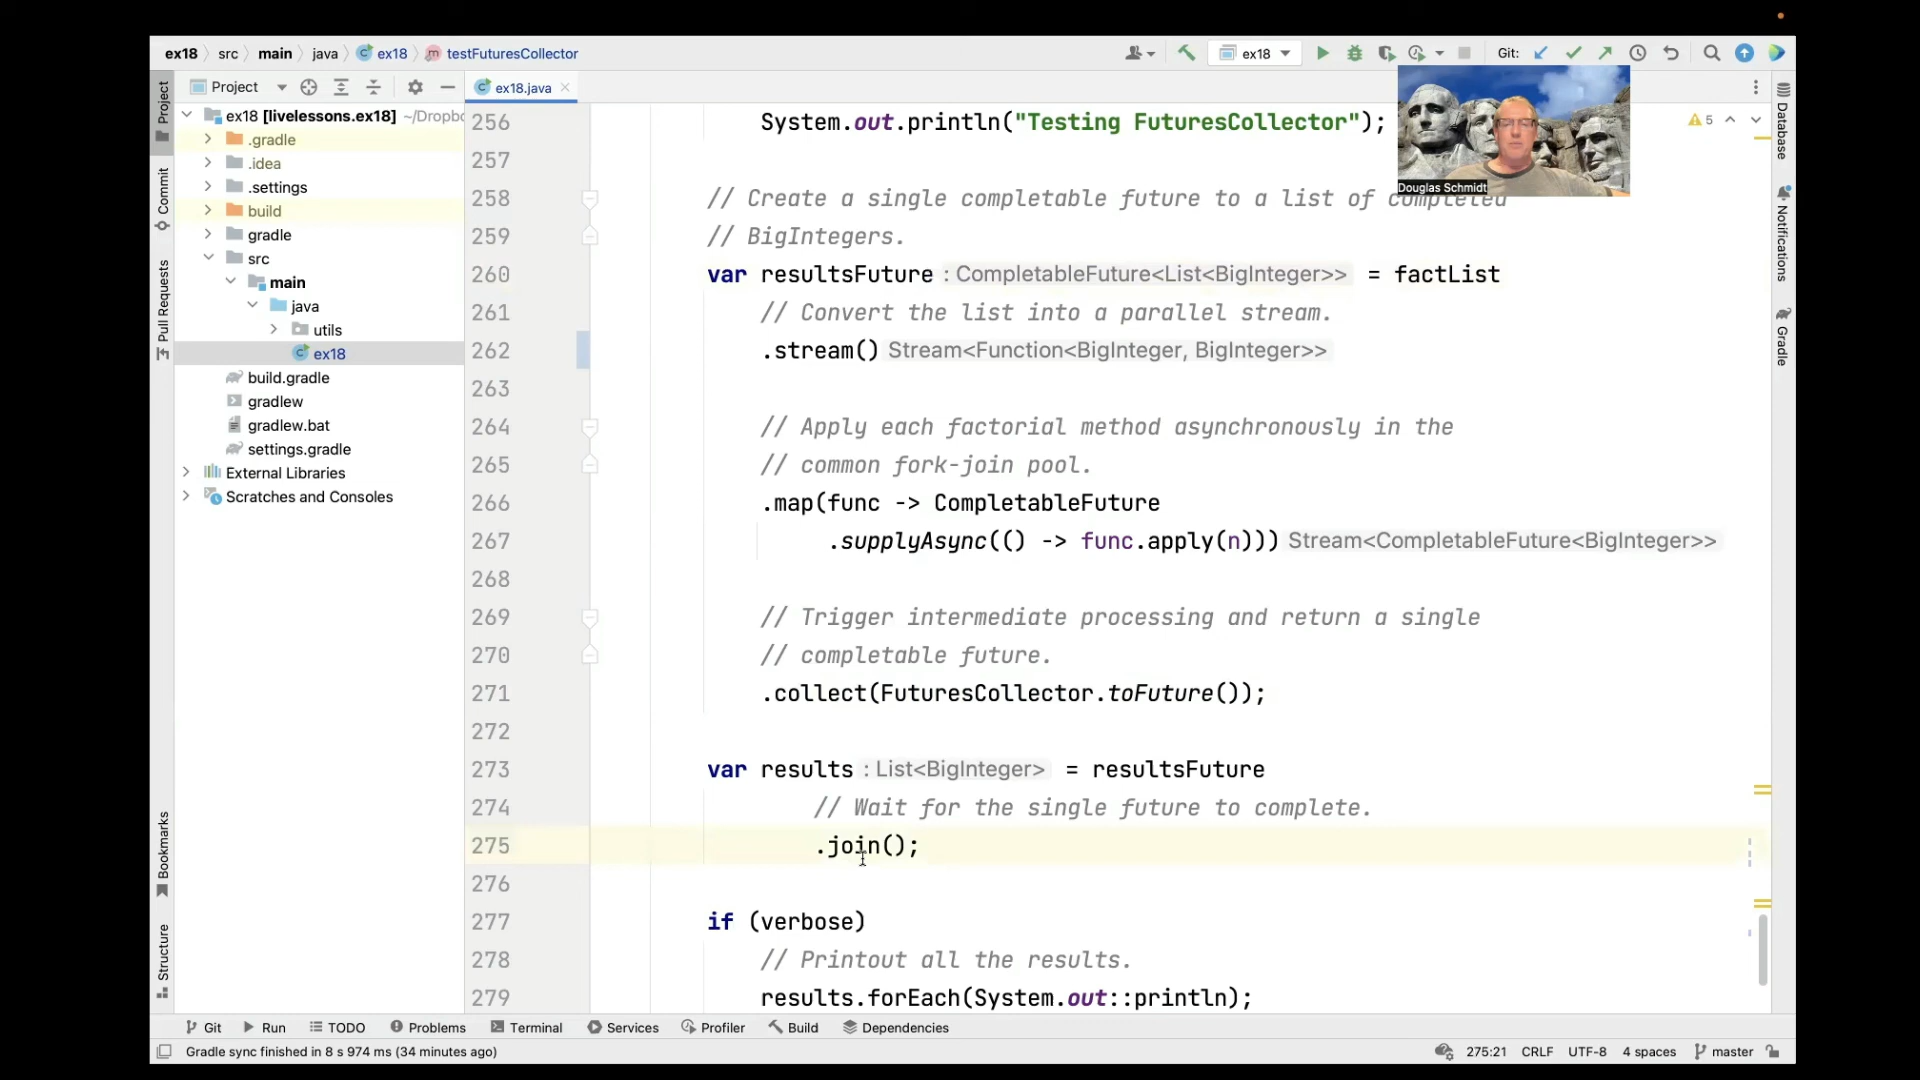 ex18 src main java ex18 testFuturesCollector
ex18
Git:
Project
ex18.java
Project
Commit
Pull Requests
Bookmarks
Structure
ex18 [livelessons.ex18] ~/Dropbo
.gradle
.idea
.settings
build
gradle
src
main
java
utils
ex18
build.gradle
gradlew
gradlew.bat
settings.gradle
External Libraries
Scratches and Consoles
5
Douglas Schmidt
256 System.out.println("Testing FuturesCollector");
257
258 // Create a single completable future to a list of completed
259 // BigIntegers.
260 var resultsFuture : CompletableFuture<List<BigInteger>> = factList
261 // Convert the list into a parallel stream.
262 .stream() Stream<Function<BigInteger, BigInteger>>
263
264 // Apply each factorial method asynchronously in the
265 // common fork-join pool.
266 .map(func -> CompletableFuture
267 .supplyAsync(() -> func.apply(n))) Stream<CompletableFuture<BigInteger>>
268
269 // Trigger intermediate processing and return a single
270 // completable future.
271 .collect(FuturesCollector.toFuture());
272
273 var results : List<BigInteger> = resultsFuture
274 // Wait for the single future to complete.
275 .join();
276
277 if (verbose)
278 // Printout all the results.
279 results.forEach(System.out::println);
Database
Notifications
Gradle
Git Run TODO Problems Terminal Services Profiler Build Dependencies
Gradle sync finished in 8 s 974 ms (34 minutes ago)
275:21 CRLF UTF-8 4 spaces master